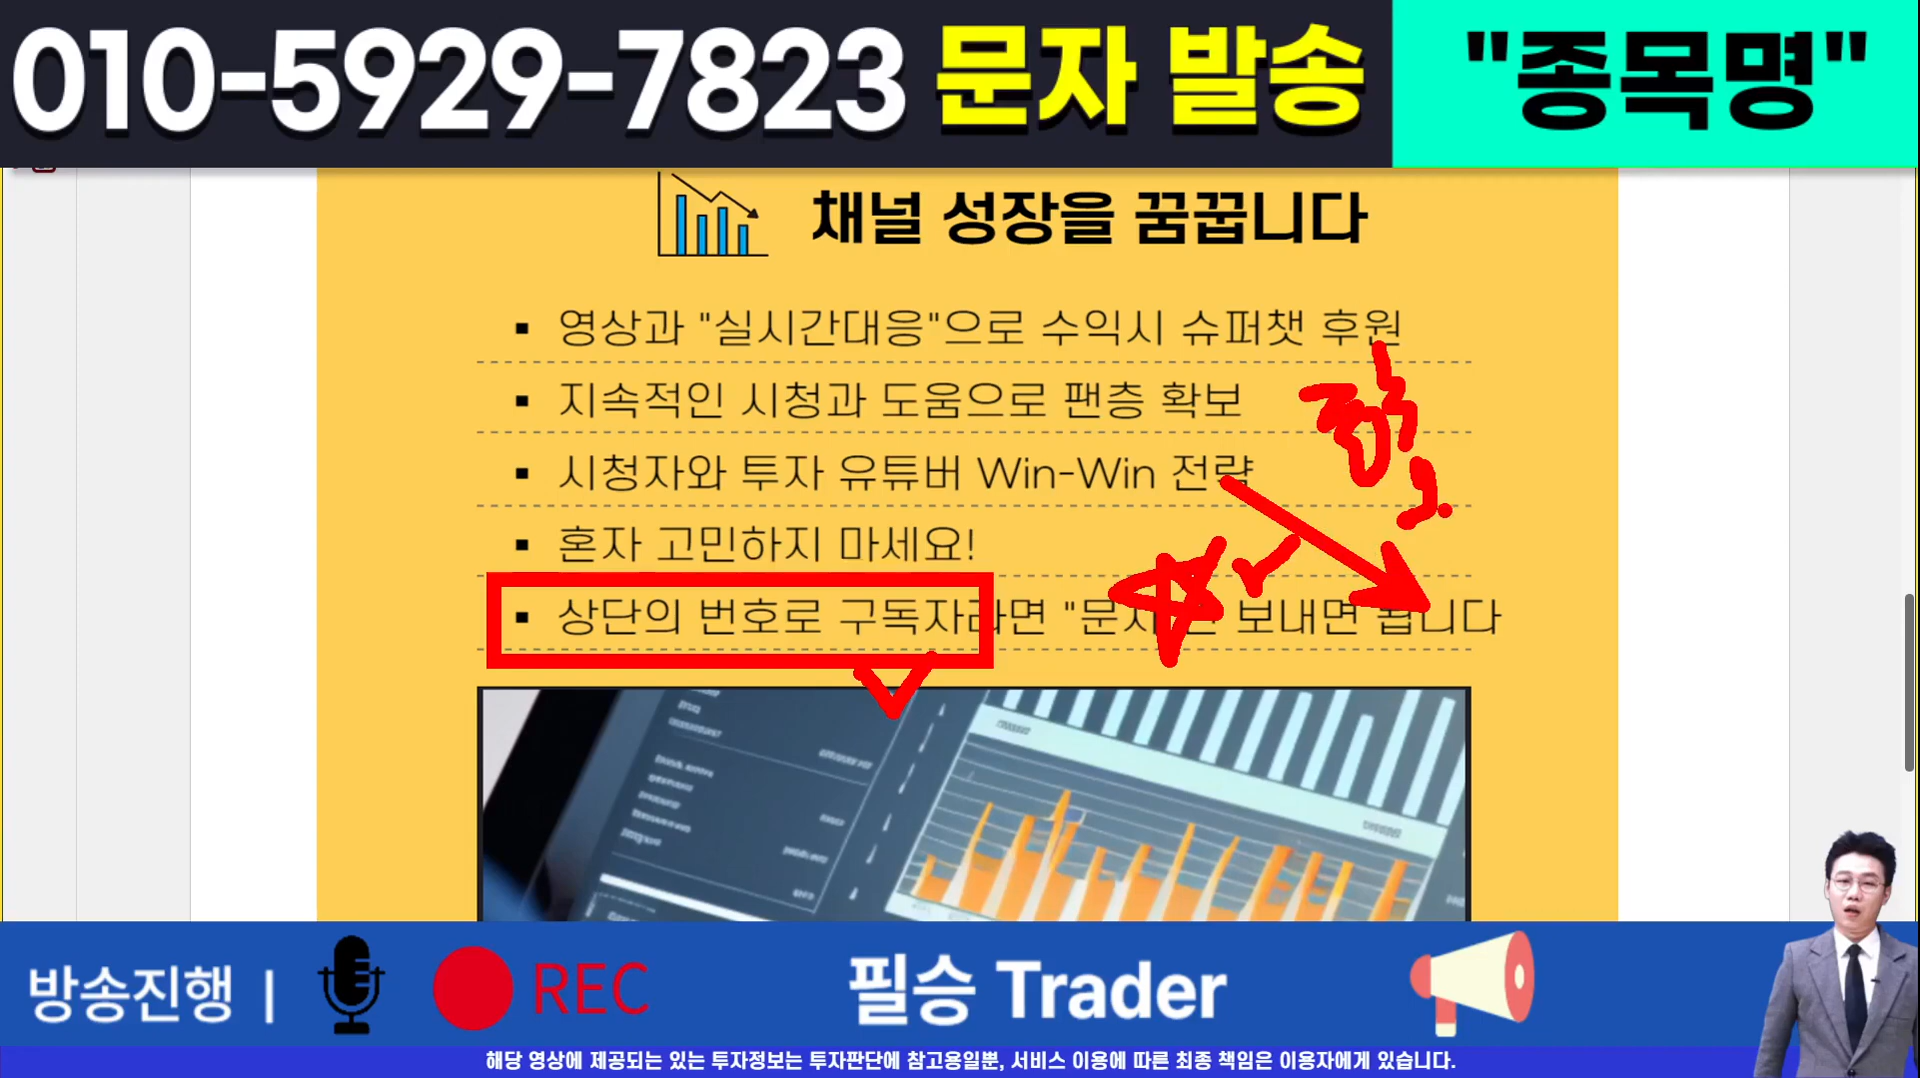 010-5929-7823 문자 발송 "종목명"
채널 성장을 꿈꿉니다
▪ 영상과 "실시간대응"으로 수익시 슈퍼챗 후원
▪ 지속적인 시청과 도움으로 팬층 확보
▪ 시청자와 투자 유튜버 Win-Win 전략
▪ 혼자 고민하지 마세요!
▪ 상단의 번호로 구독자라면 보내면 됩니다
방송진행 | REC 필승 Trader
해당 영상에 제공되는 있는 투자정보는 투자판단에 참고용일뿐, 서비스 이용에 따른 최종 책임은 이용자에게 있습니다.